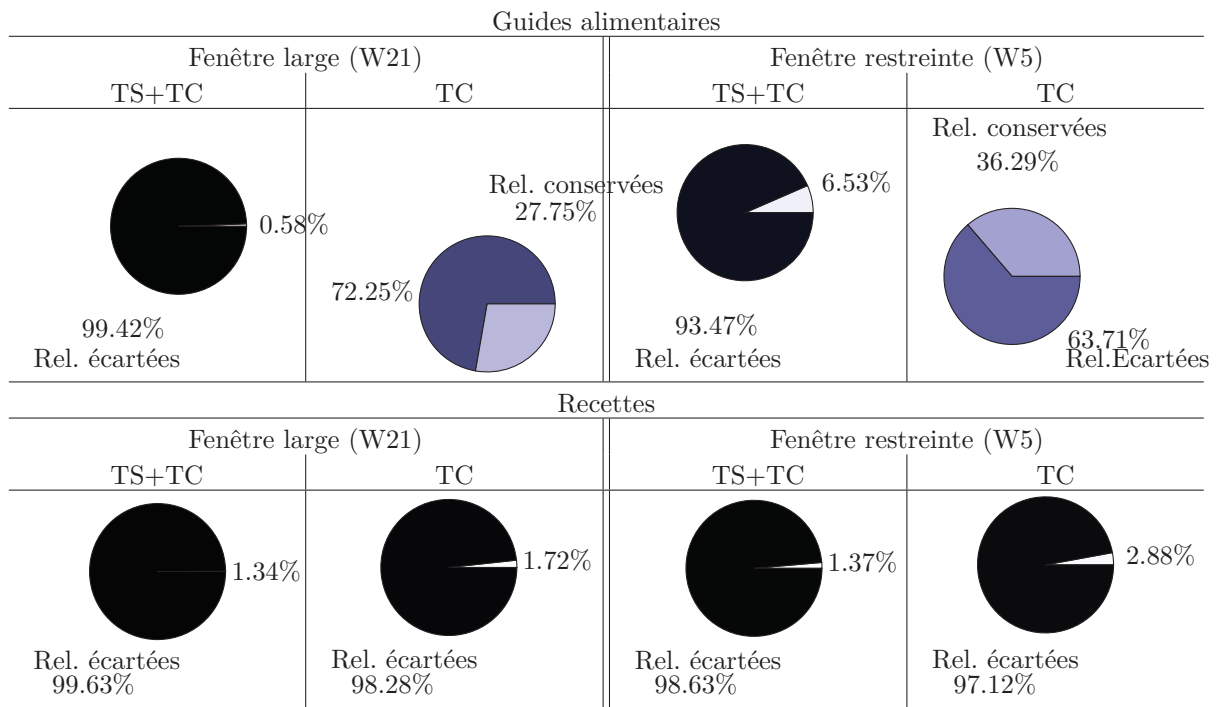 Guides alimentaires
Fenêtre large (W21)
Fenêtre restreinte (W5)
TS+TC
TC
TS+TC
TC
0.58%
99.42%
Rel. écartées
Rel. conservées
27.75%
72.25%
6.53%
93.47%
Rel. écartées
Rel. conservées
36.29%
63.71%
Rel.Ecartées
Recettes
Fenêtre large (W21)
Fenêtre restreinte (W5)
TS+TC
TC
TS+TC
TC
1.34%
Rel. écartées
99.63%
1.72%
Rel. écartées
98.28%
1.37%
Rel. écartées
98.63%
2.88%
Rel. écartées
97.12%